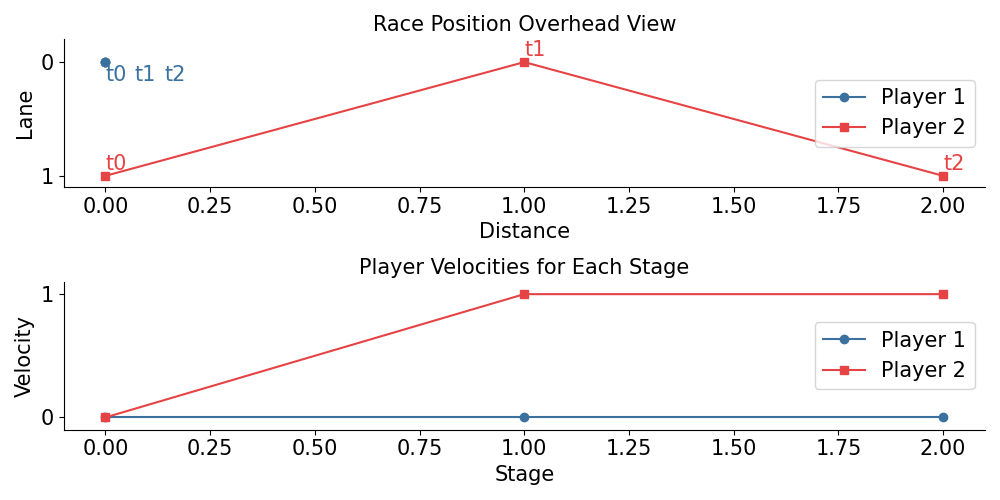 Race Position Overhead View
t1
0
t0 t1 t2
Player 1
Player 2
Lane
t0
t2
1
0.00 0.25 0.50 0.75 1.00 1.25 1.50 1.75 2.00
Distance
Player Velocities for Each Stage
1
Player 1
Player 2
Velocity
0
0.00 0.25 0.50 0.75 1.00 1.25 1.50 1.75 2.00
Stage